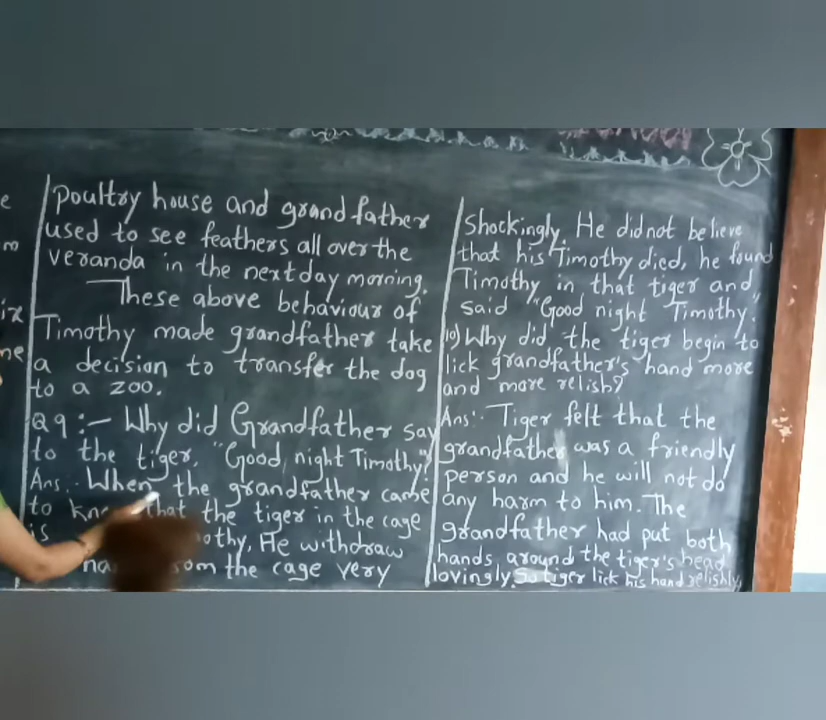 e
m
ix
me
Poultry house and grandfather
used to see feathers all over the
veranda in the nextday morning.
These above behaviour of
Timothy made grandfather take
a decision to transfer the dog
to a zoo.
Q9:- Why did Grandfather say
to the tiger, "Good night Timothy"?
Ans:- When the grandfather came
to that the tiger in the cage
is He withdraw
the cage very
Shockingly. He didnot believe
that his Timothy died, he found
Timothy in that tiger and
said "Good night Timothy".
10) Why did the tiger begin to
lick grandfather's hand more
and more relish?
Ans:- Tiger felt that the
grandfather was a friendly
person and he will not do
any harm to him. The
grandfather had put both
hands around the tiger's head
lovingly. So tiger lick his hand relishly